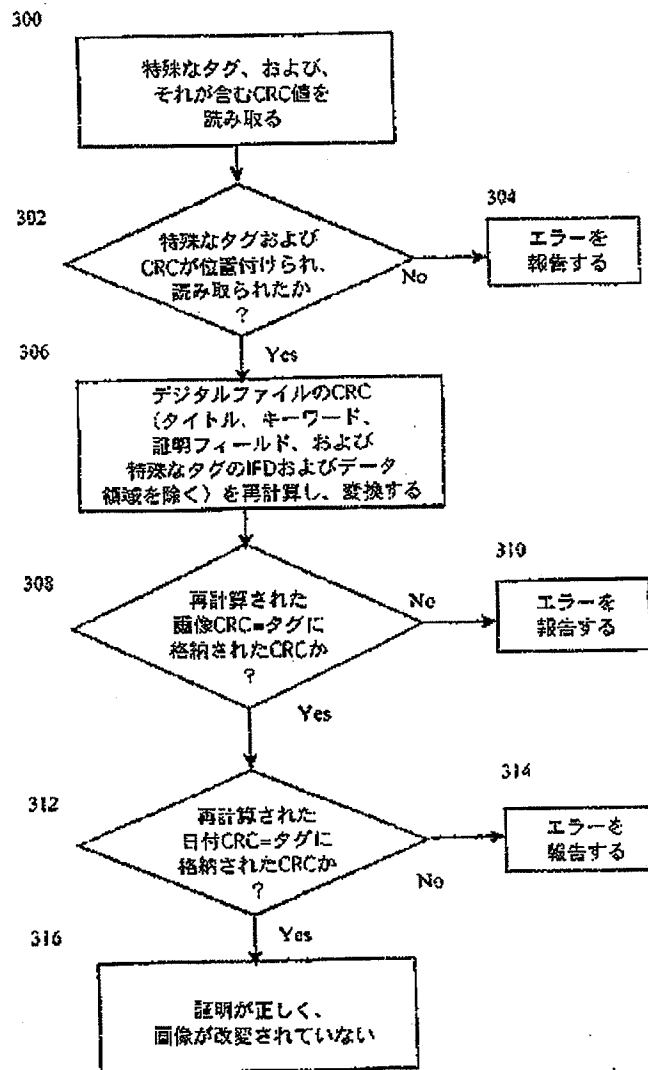 300
特殊なタグ、および、
それが含むCRC値を
読み取る
302
特殊なタグおよび
CRCが位置付けられ、
読み取られたか
?
No
304
エラーを
報告する
Yes
306
デジタルファイルのCRC
(タイトル、キーワード、
証明フィールド、および
特殊なタグのIFDおよびデータ
領域を除く)を再計算し、変換する
308
再計算された
画像CRC=タグに
格納されたCRCか
?
No
310
エラーを
報告する
Yes
312
再計算された
日付CRC=タグに
格納されたCRCか
?
No
314
エラーを
報告する
Yes
316
証明が正しく、
画像が改変されていない